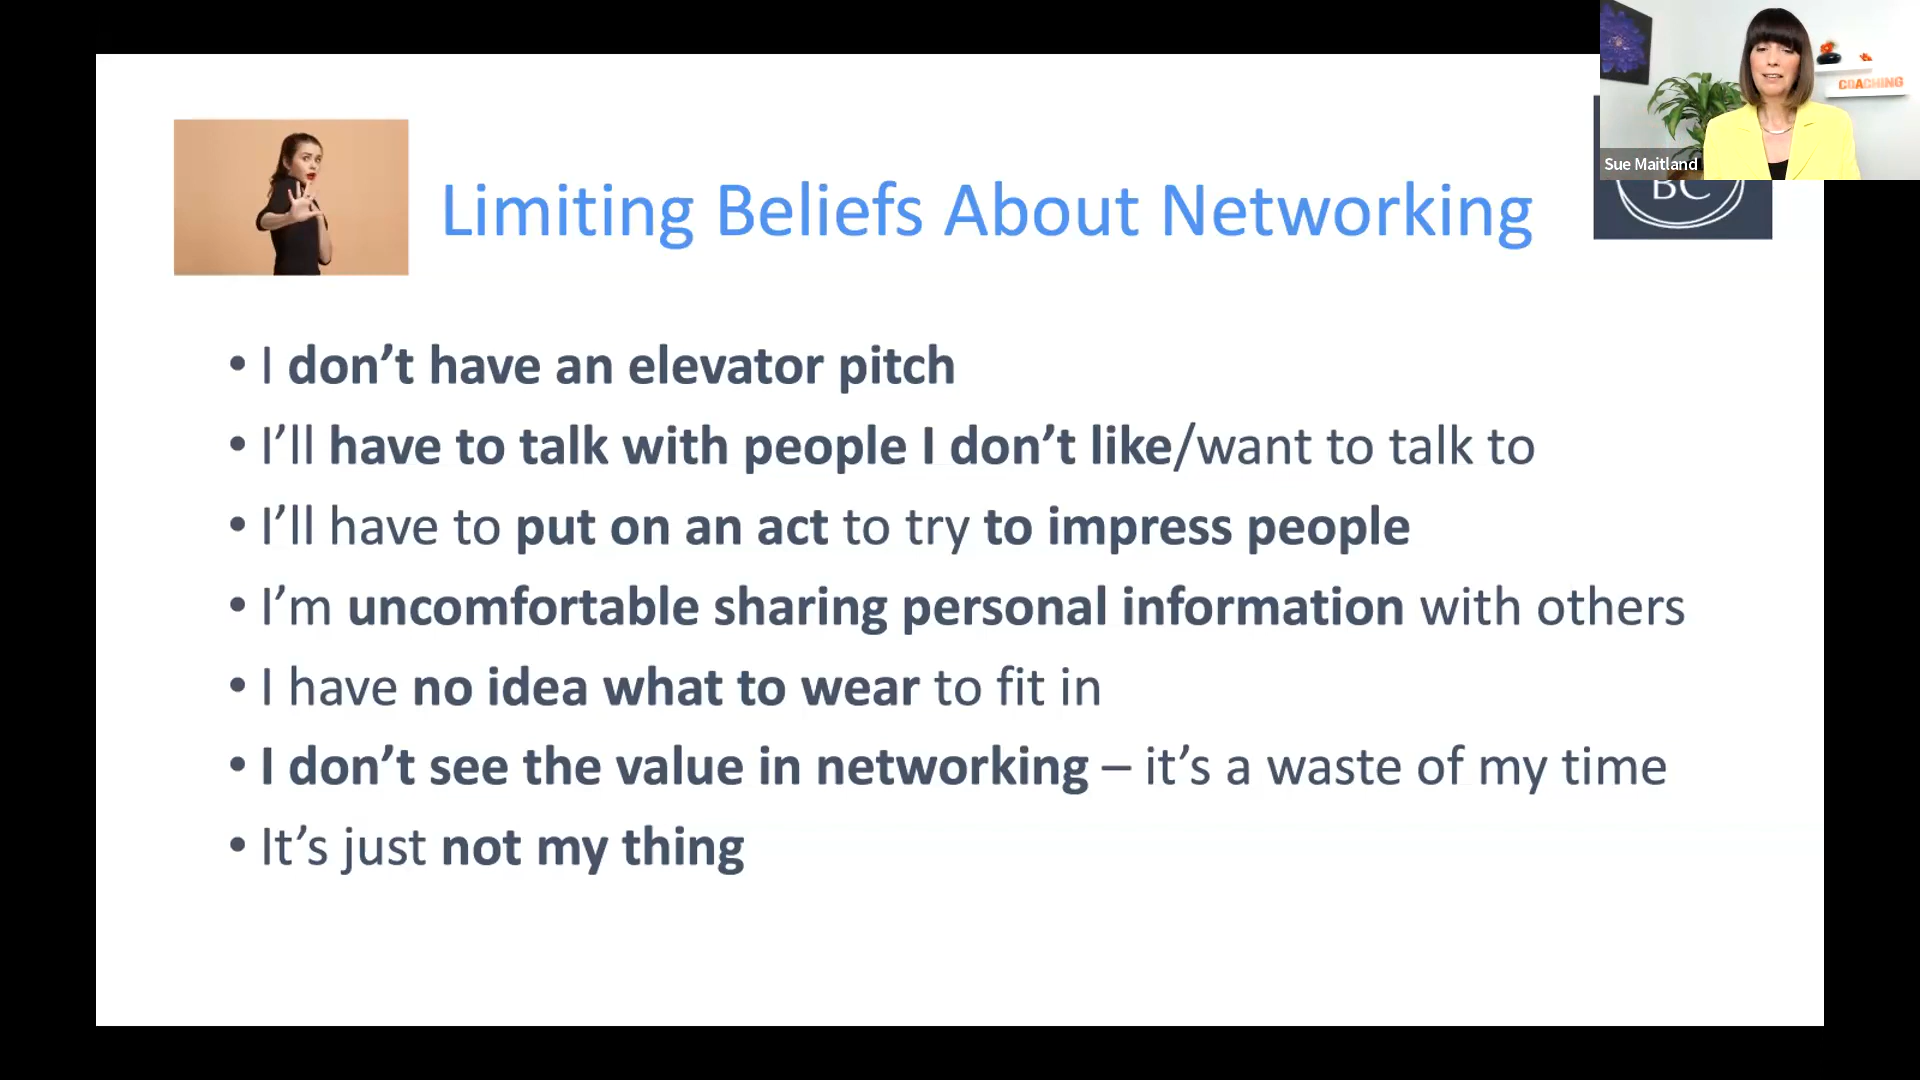 COACHING
Sue Maitland
BC
Limiting Beliefs About Networking
• I don’t have an elevator pitch
• I’ll have to talk with people I don’t like/want to talk to
• I’ll have to put on an act to try to impress people
• I’m uncomfortable sharing personal information with others
• I have no idea what to wear to fit in
• I don’t see the value in networking – it’s a waste of my time
• It’s just not my thing